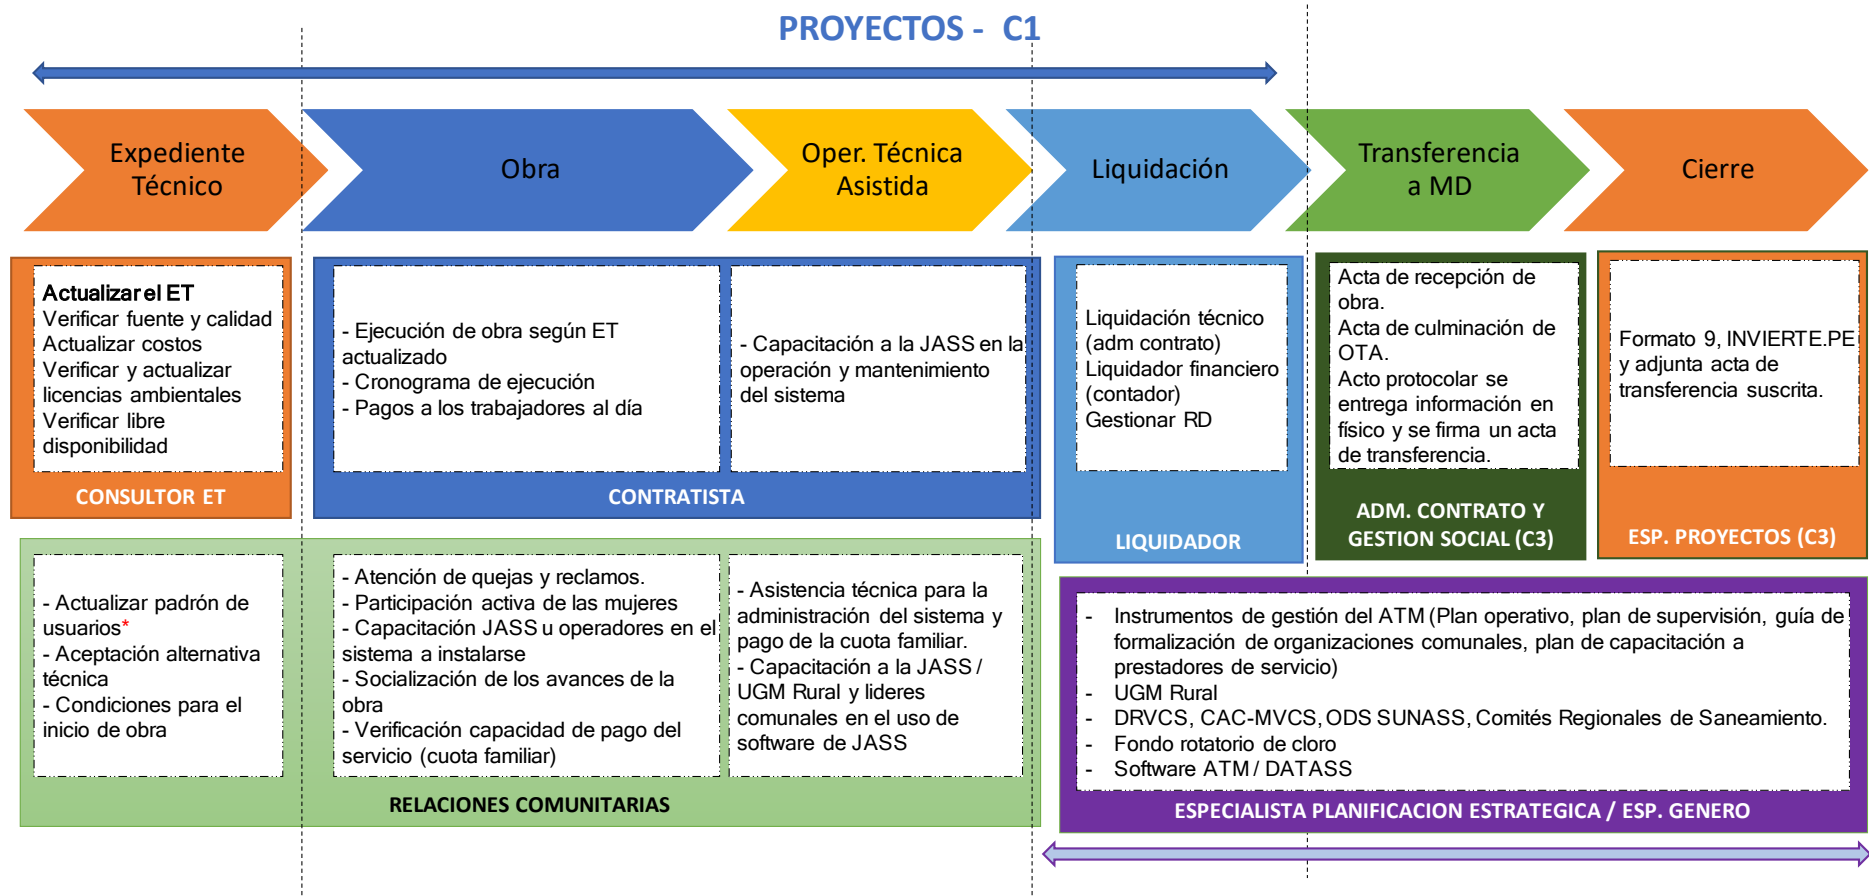 PROYECTOS - C1
Expediente
Técnico
Obra
Oper. Técnica
Asistida
Liquidación
Transferencia
a MD
Cierre
Actualizar el ET
Verificar fuente y calidad
Actualizar costos
Verificar y actualizar
licencias ambientales
Verificar libre
disponibilidad
CONSULTOR ET
- Ejecución de obra según ET
actualizado
- Cronograma de ejecución
- Pagos a los trabajadores al día
- Capacitación a la JASS en la
operación y mantenimiento
del sistema
CONTRATISTA
Liquidación técnico
(adm contrato)
Liquidador financiero
(contador)
Gestionar RD
LIQUIDADOR
Acta de recepción de
obra.
Acta de culminación de
OTA.
Acto protocolar se
entrega información en
físico y se firma un acta
de transferencia.
ADM. CONTRATO Y
GESTION SOCIAL (C3)
Formato 9, INVIERTE.PE
y adjunta acta de
transferencia suscrita.
ESP. PROYECTOS (C3)
- Actualizar padrón de
usuarios*
- Aceptación alternativa
técnica
- Condiciones para el
inicio de obra
- Atención de quejas y reclamos.
- Participación activa de las mujeres
- Capacitación JASS u operadores en el
sistema a instalarse
- Socialización de los avances de la
obra
- Verificación capacidad de pago del
servicio (cuota familiar)
- Asistencia técnica para la
administración del sistema y
pago de la cuota familiar.
- Capacitación a la JASS /
UGM Rural y lideres
comunales en el uso de
software de JASS
RELACIONES COMUNITARIAS
- Instrumentos de gestión del ATM (Plan operativo, plan de supervisión, guía de
formalización de organizaciones comunales, plan de capacitación a
prestadores de servicio)
- UGM Rural
- DRVCS, CAC-MVCS, ODS SUNASS, Comités Regionales de Saneamiento.
- Fondo rotatorio de cloro
- Software ATM / DATASS
ESPECIALISTA PLANIFICACION ESTRATEGICA / ESP. GENERO